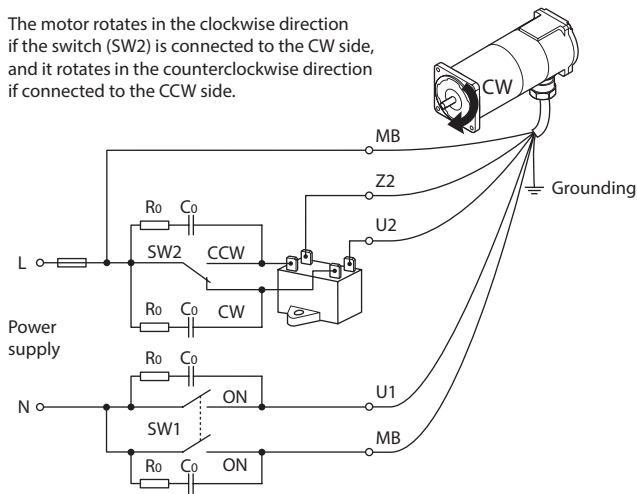 The motor rotates in the clockwise direction
if the switch (SW2) is connected to the CW side,
and it rotates in the counterclockwise direction
if connected to the CCW side.
CW
MB
Z2
Grounding
U2
R0 C0
SW2 CCW
L
R0 C0 CW
Power
supply
R0 C0
ON
U1
N
SW1
MB
R0 C0 ON